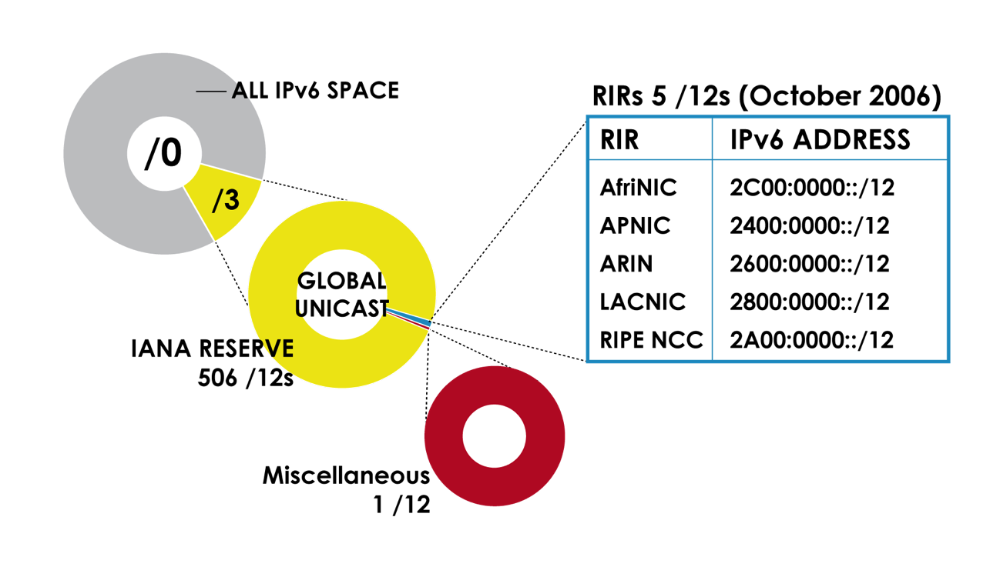 ALL IPv6 SPACE
/0
/3
GLOBAL
UNICAST
IANA RESERVE
506 /12s
Miscellaneous
1 /12
RIRs 5 /12s (October 2006)
RIR IPv6 ADDRESS
AfriNIC 2C00:0000::/12
APNIC 2400:0000::/12
ARIN 2600:0000::/12
LACNIC 2800:0000::/12
RIPE NCC 2A00:0000::/12